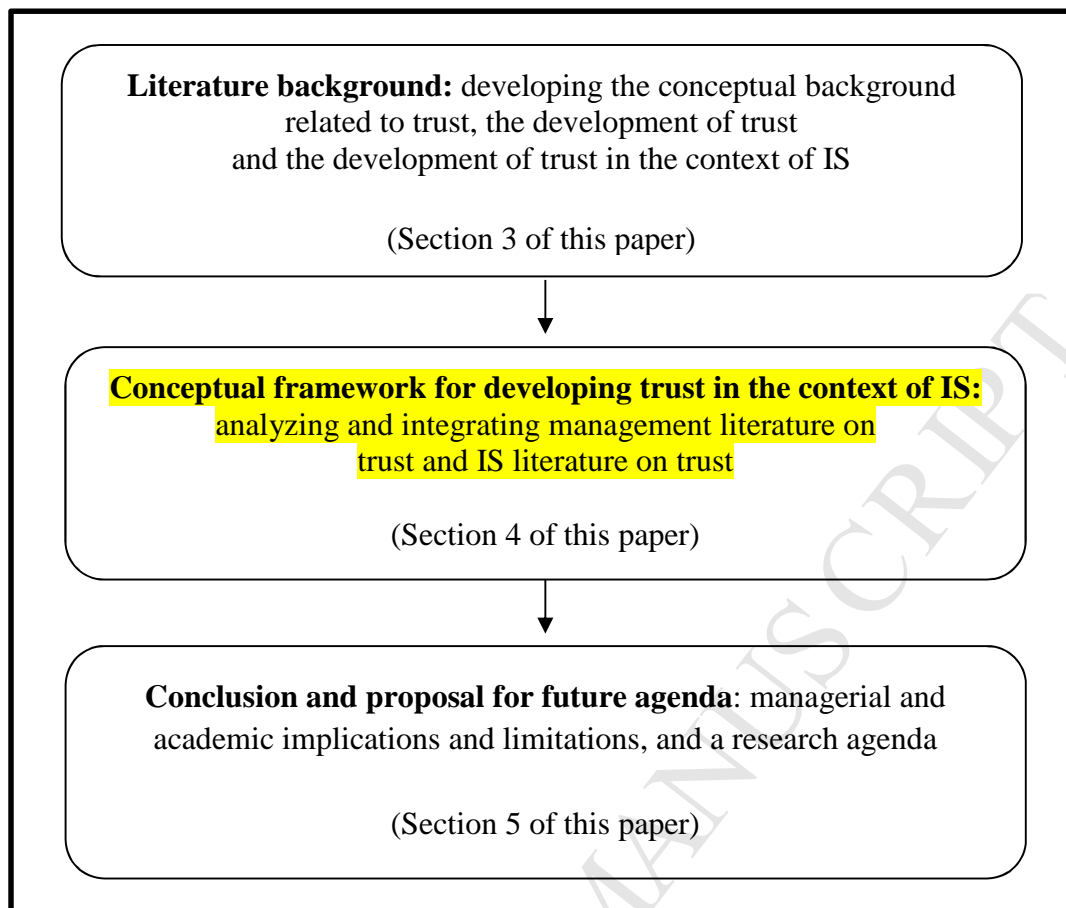 Literature background: developing the conceptual background
related to trust, the development of trust
and the development of trust in the context of IS
(Section 3 of this paper)
Conceptual framework for developing trust in the context of IS:
analyzing and integrating management literature on
trust and IS literature on trust
(Section 4 of this paper)
Conclusion and proposal for future agenda: managerial and
academic implications and limitations, and a research agenda
(Section 5 of this paper)
MANUSCRIPT